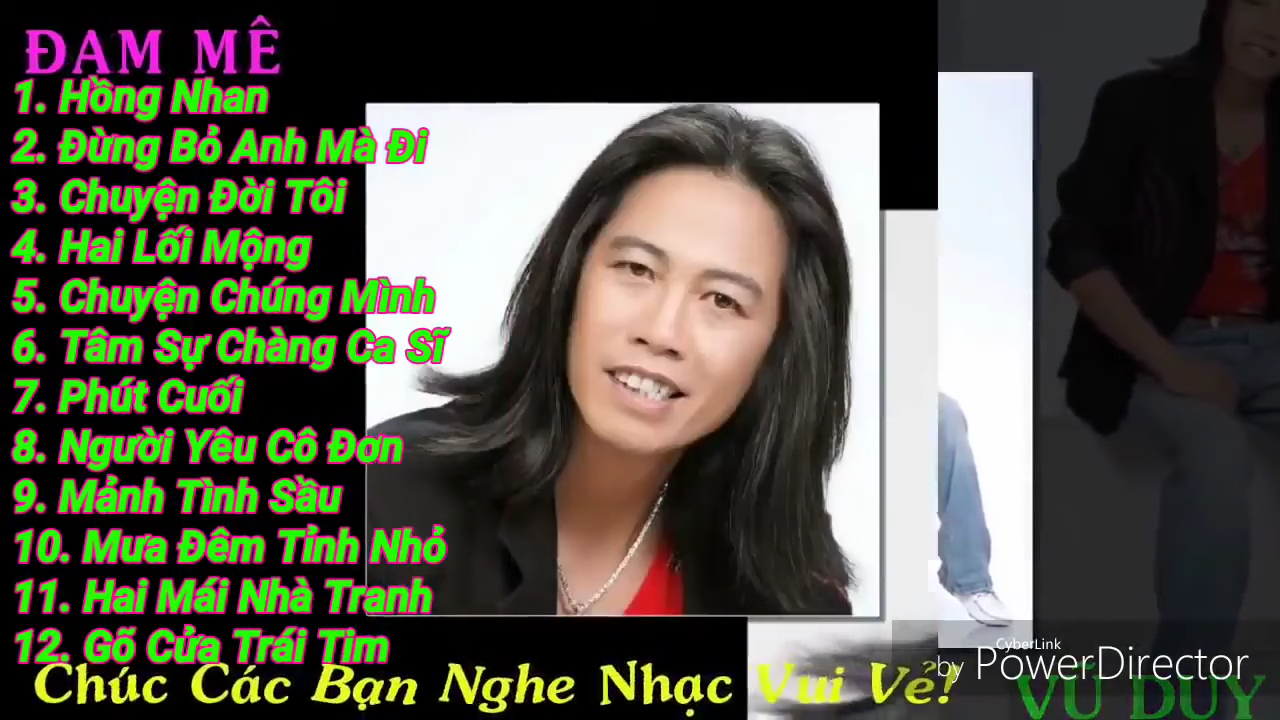 ĐAM MÊ
1. Hồng Nhan
2. Đừng Bỏ Anh Mà Đi
3. Chuyện Đời Tôi
4. Hai Lối Mộng
5. Chuyện Chúng Mình
6. Tâm Sự Chàng Ca Sĩ
7. Phút Cuối
8. Người Yêu Cô Đơn
9. Mảnh Tình Sầu
10. Mưa Đêm Tỉnh Nhỏ
11. Hai Mái Nhà Tranh
12. Gõ Cửa Trái Tim
Chúc Các Bạn Nghe Nhạc Vui Vẻ!
CyberLink
by PowerDirector
VŨ DUY